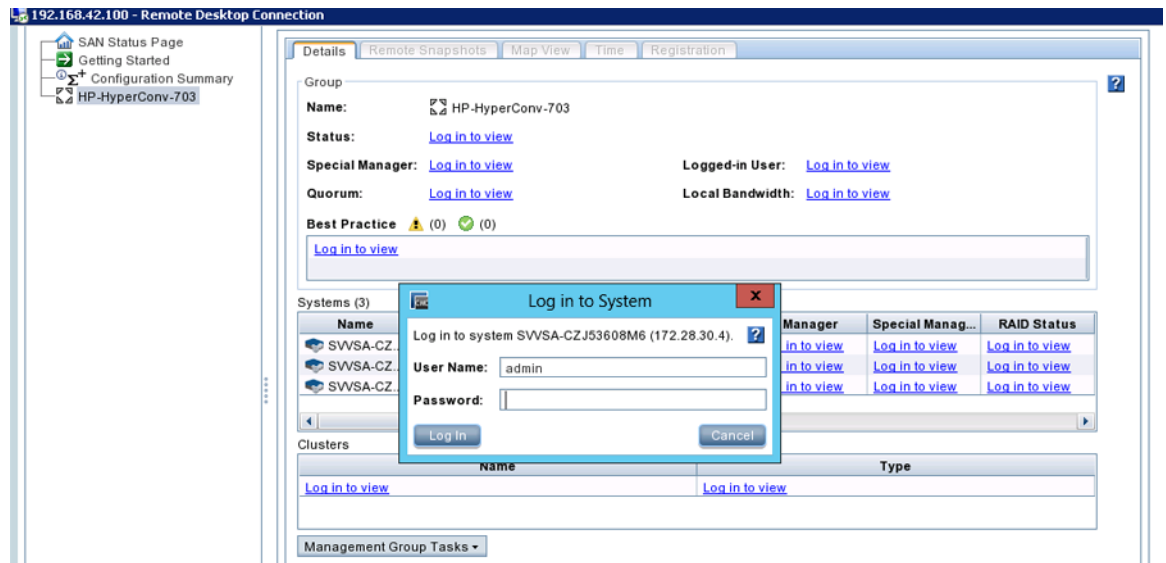 192.168.42.100 - Remote Desktop Connection
SAN Status Page
Getting Started
Configuration Summary
HP-HyperConv-703
Details Remote Snapshots Map View Time Registration
Group
Name: HP-HyperConv-703
Status: Log in to view
Special Manager: Log in to view Logged-in User: Log in to view
Quorum: Log in to view Local Bandwidth: Log in to view
Best Practice (0) (0)
Log in to view
Systems (3)
Name Manager Special Manag... RAID Status
SVVSA-CZ... in to view Log in to view Log in to view
SVVSA-CZ... in to view Log in to view Log in to view
SVVSA-CZ... in to view Log in to view Log in to view
Log in to System
Log in to system SVVSA-CZJ53608M6 (172.28.30.4).
User Name: admin
Password:
Log In Cancel
Clusters
Name Type
Log in to view Log in to view
Management Group Tasks